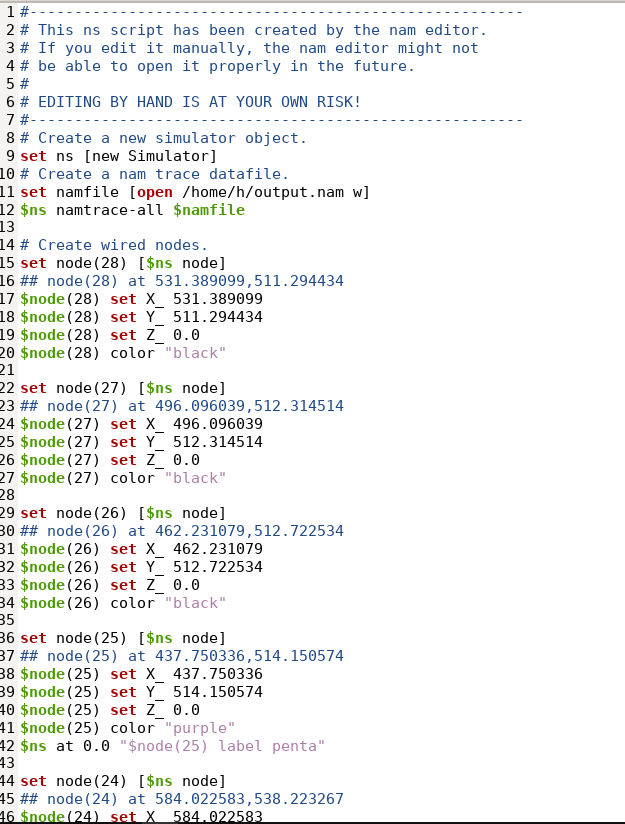 1 #-------------------------------------------------------
2 # This ns script has been created by the nam editor.
3 # If you edit it manually, the nam editor might not
4 # be able to open it properly in the future.
5 #
6 # EDITING BY HAND IS AT YOUR OWN RISK!
7 #-------------------------------------------------------
8 # Create a new simulator object.
9 set ns [new Simulator]
10 # Create a nam trace datafile.
11 set namfile [open /home/h/output.nam w]
12 $ns namtrace-all $namfile
13
14 # Create wired nodes.
15 set node(28) [$ns node]
16 ## node(28) at 531.389099,511.294434
17 $node(28) set X_ 531.389099
18 $node(28) set Y_ 511.294434
19 $node(28) set Z_ 0.0
20 $node(28) color "black"
21
22 set node(27) [$ns node]
23 ## node(27) at 496.096039,512.314514
24 $node(27) set X_ 496.096039
25 $node(27) set Y_ 512.314514
26 $node(27) set Z_ 0.0
27 $node(27) color "black"
28
29 set node(26) [$ns node]
30 ## node(26) at 462.231079,512.722534
31 $node(26) set X_ 462.231079
32 $node(26) set Y_ 512.722534
33 $node(26) set Z_ 0.0
34 $node(26) color "black"
35
36 set node(25) [$ns node]
37 ## node(25) at 437.750336,514.150574
38 $node(25) set X_ 437.750336
39 $node(25) set Y_ 514.150574
40 $node(25) set Z_ 0.0
41 $node(25) color "purple"
42 $ns at 0.0 "$node(25) label penta"
43
44 set node(24) [$ns node]
45 ## node(24) at 584.022583,538.223267
46 $node(24) set X_ 584.022583